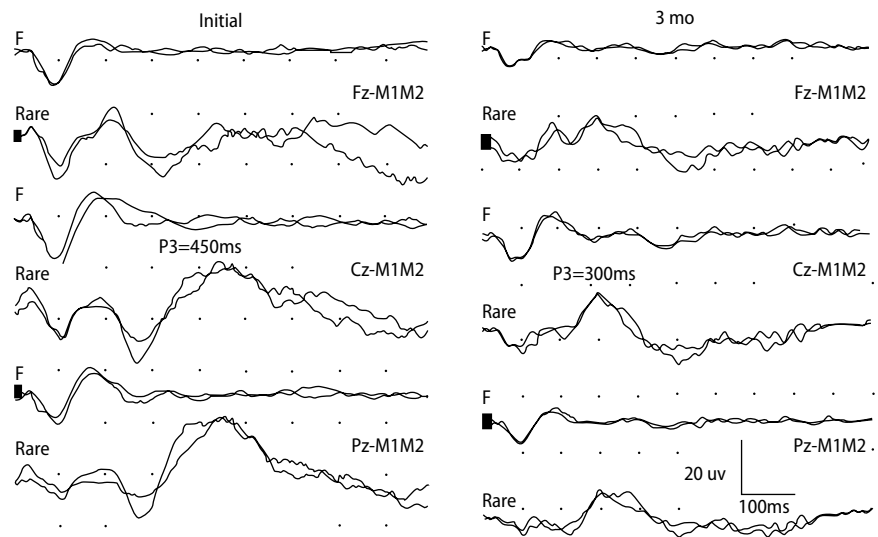 Initial
F
Fz-M1M2
Rare
F
P3=450ms
Cz-M1M2
Rare
F
Pz-M1M2
Rare
3 mo
F
Fz-M1M2
Rare
F
Cz-M1M2
P3=300ms
Rare
F
Pz-M1M2
20 uv
100ms
Rare